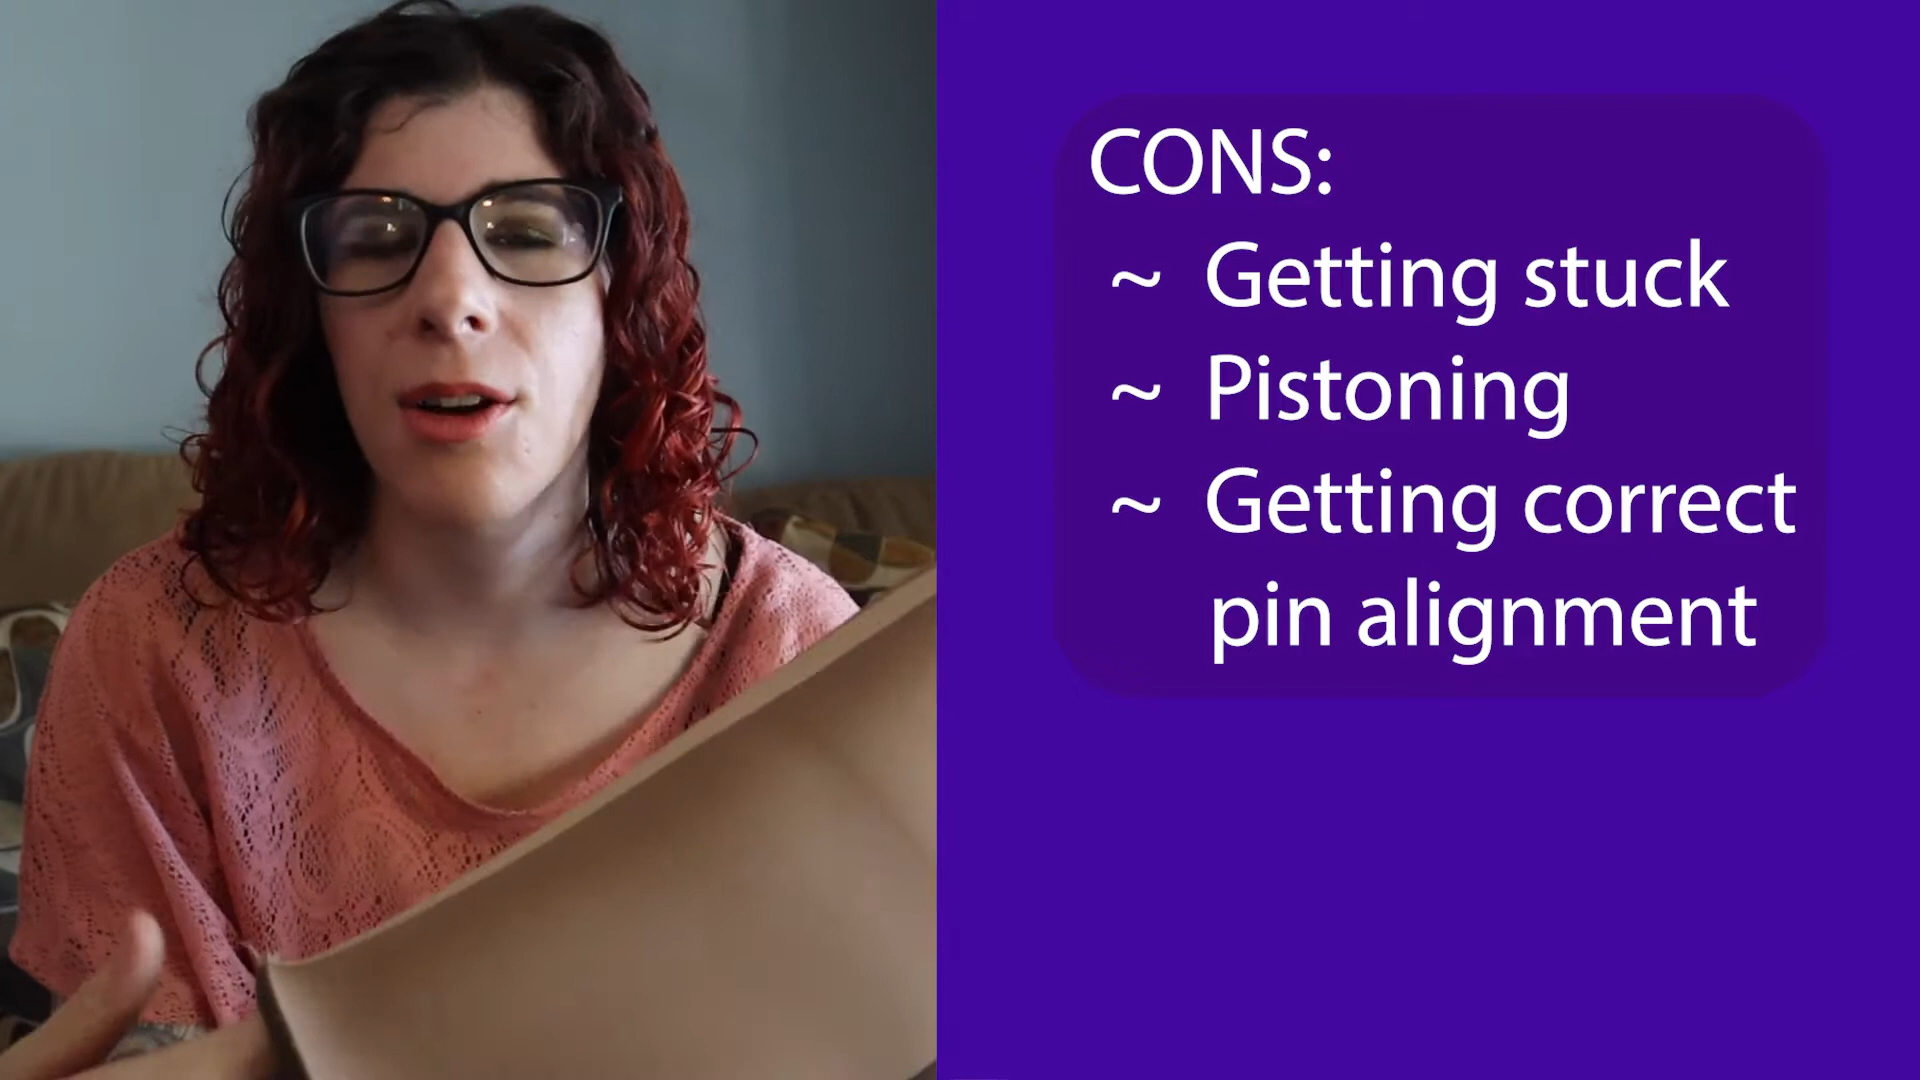 CONS:
~ Getting stuck
~ Pistoning
~ Getting correct
pin alignment